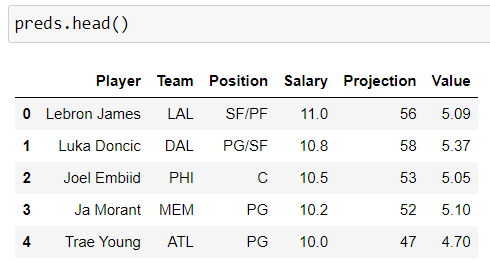 preds.head()
Player Team Position Salary Projection Value
0 Lebron James LAL SF/PF 11.0 56 5.09
1 Luka Doncic DAL PG/SF 10.8 58 5.37
2 Joel Embiid PHI C 10.5 53 5.05
3 Ja Morant MEM PG 10.2 52 5.10
4 Trae Young ATL PG 10.0 47 4.70